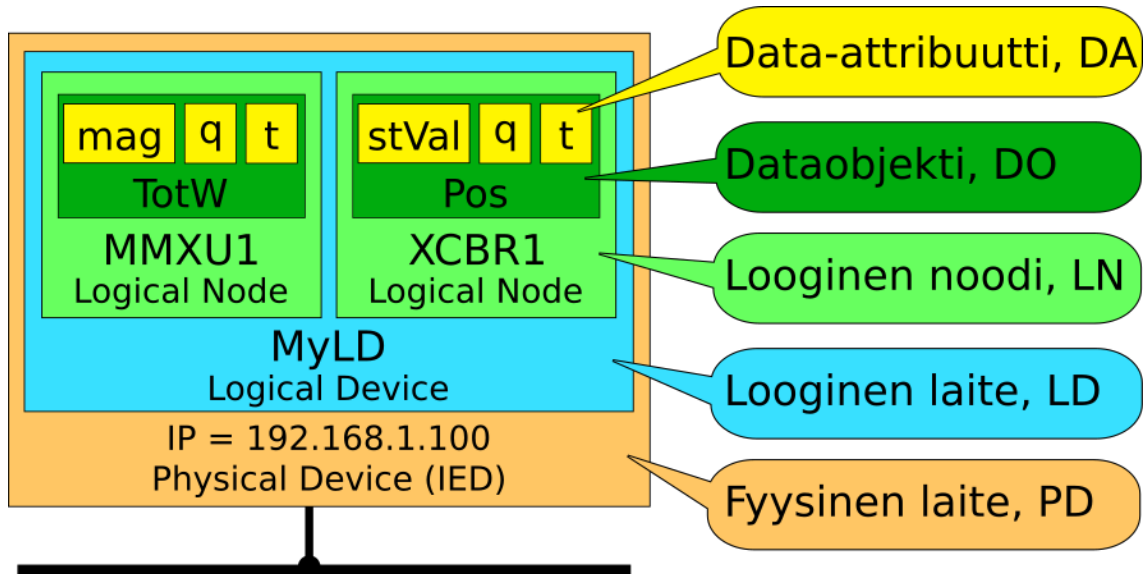 mag q t
TotW
MMXU1
Logical Node
stVal q t
Pos
XCBR1
Logical Node
MyLD
Logical Device
IP = 192.168.1.100
Physical Device (IED)
Data-attribuutti, DA
Dataobjekti, DO
Looginen noodi, LN
Looginen laite, LD
Fyysinen laite, PD